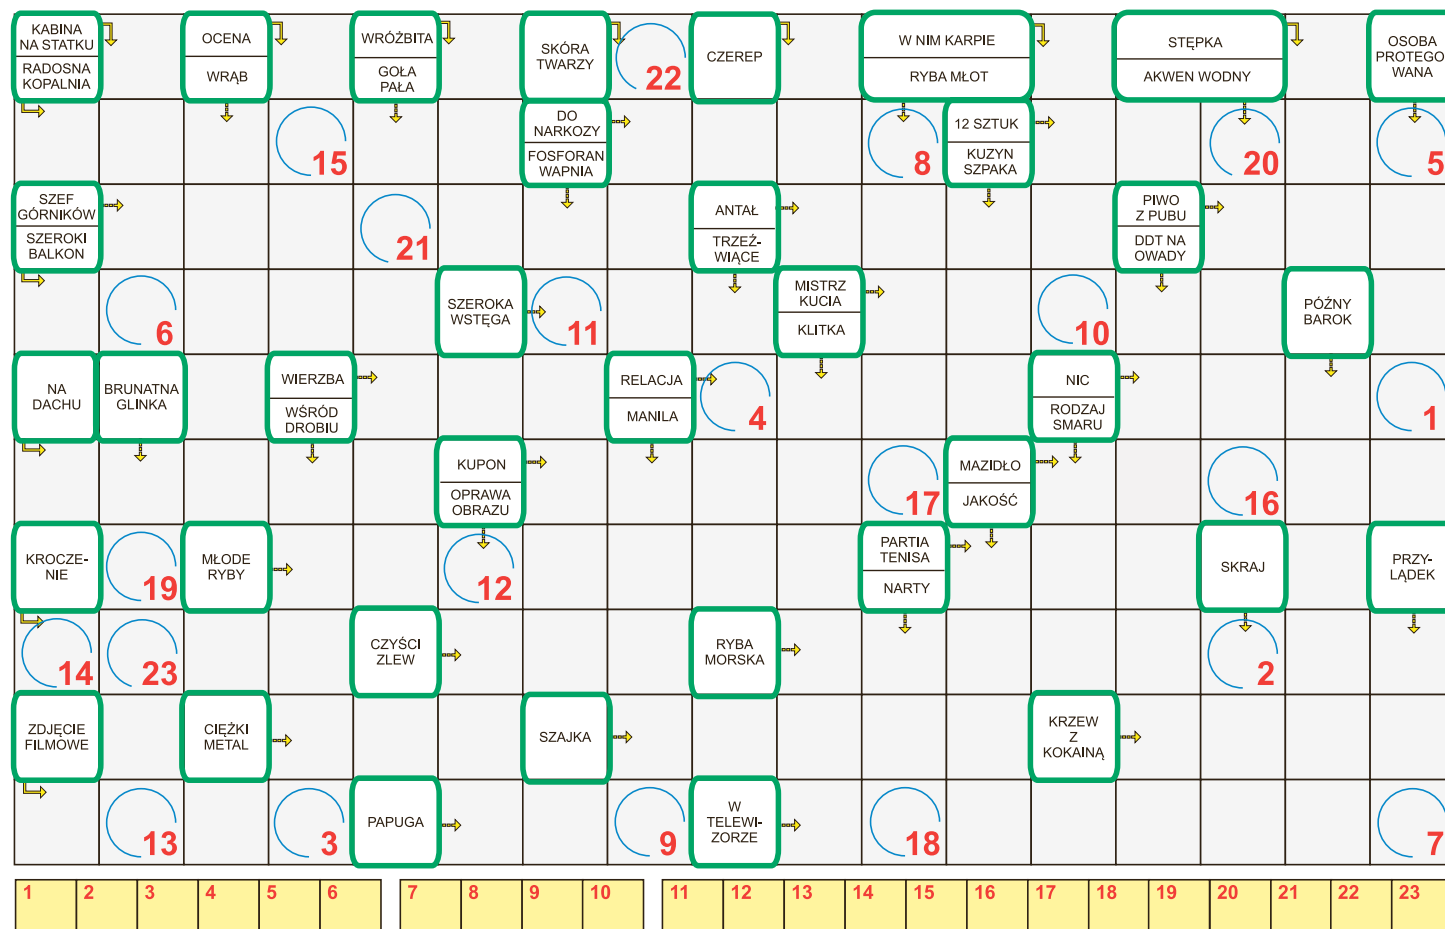 KABINA
NA STATKU
RADOSNA
KOPALNIA
OCENA
WRĄB
WRÓŻBITA
GOŁA
PAŁA
SKÓRA
TWARZY
22
CZEREP
W NIM KARPIE
RYBA MŁOT
STĘPKA
AKWEN WODNY
OSOBA
PROTEGO
WANA
15
DO
NARKOZY
FOSFORAN
WAPNIA
8
12 SZTUK
KUZYN
SZPAKA
20
5
SZEF
GÓRNIKÓW
SZEROKI
BALKON
21
ANTAŁ
TRZEŹ-
WIĄCE
PIWO
Z PUBU
DDT NA
OWADY
6
SZEROKA
WSTĘGA
11
MISTRZ
KUCIA
KLITKA
10
PÓŹNY
BAROK
NA
DACHU
BRUNATNA
GLINKA
WIERZBA
WŚRÓD
DROBIU
RELACJA
MANILA
4
NIC
RODZAJ
SMARU
1
KUPON
OPRAWA
OBRAZU
17
MAZIDŁO
JAKOŚĆ
16
KROCZE-
NIE
19
MŁODE
RYBY
12
PARTIA
TENISA
NARTY
SKRAJ
PRZY-
LĄDEK
14
23
CZYŚCI
ZLEW
RYBA
MORSKA
2
ZDJĘCIE
FILMOWE
CIĘŻKI
METAL
SZAJKA
KRZEW
Z
KOKAINĄ
13
3
PAPUGA
9
W
TELEWI-
ZORZE
18
7
1 2 3 4 5 6 7 8 9 10 11 12 13 14 15 16 17 18 19 20 21 22 23